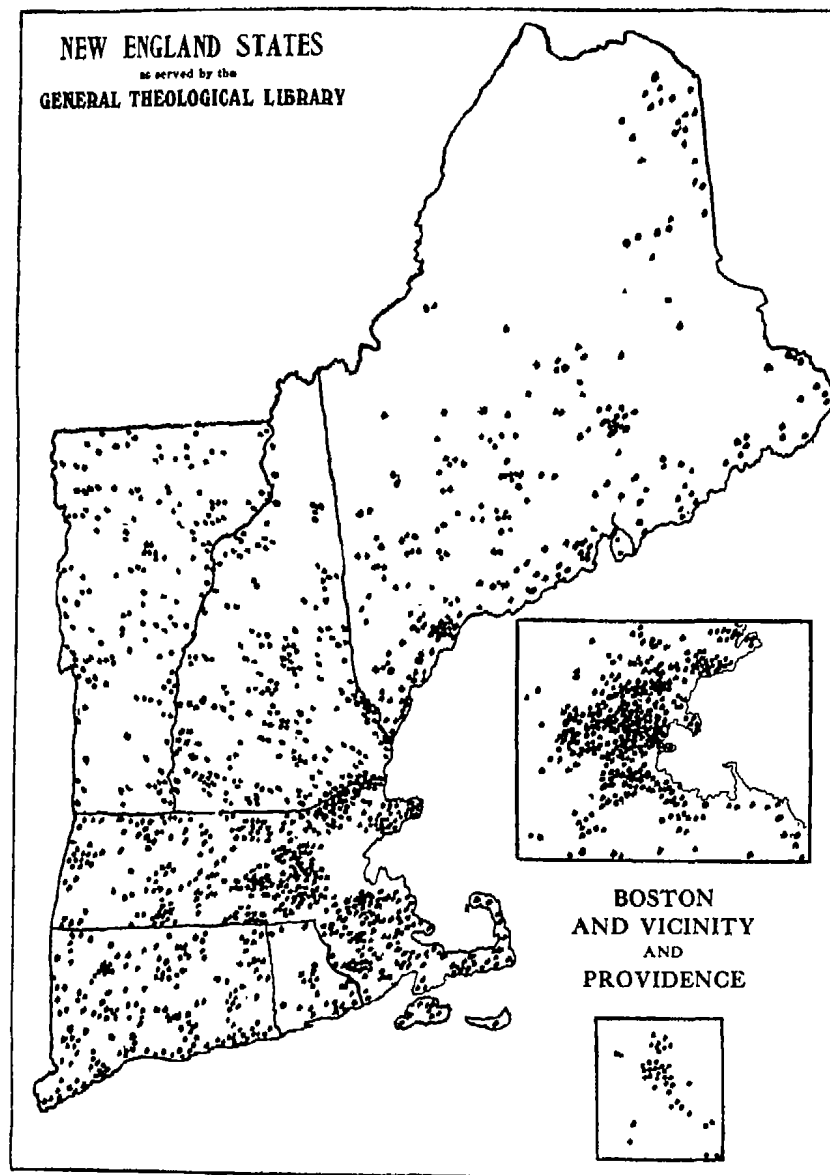 NEW ENGLAND STATES
as served by the
GENERAL THEOLOGICAL LIBRARY
BOSTON
AND VICINITY
AND
PROVIDENCE